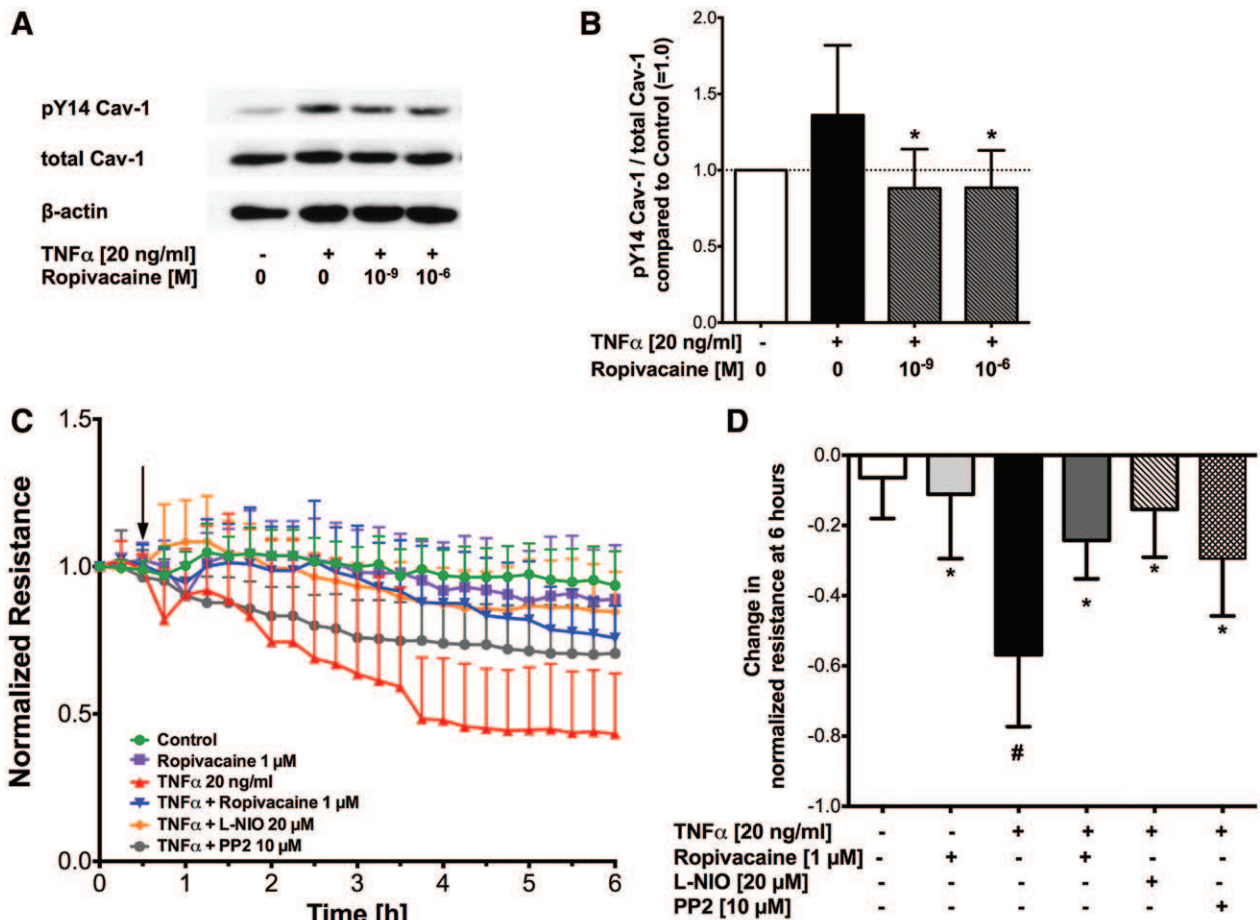 A
pY14 Cav-1
total Cav-1
β-actin
TNFα [20 ng/ml] - + + +
Ropivacaine [M] 0 0 10⁻⁹ 10⁻⁶
B
pY14 Cav-1 / total Cav-1
compared to Control (=1.0)
2.0
1.5
1.0
0.5
0.0
* *
TNFα [20 ng/ml] - + + +
Ropivacaine [M] 0 0 10⁻⁹ 10⁻⁶
C
Normalized Resistance
1.5
1.0
0.5
0.0
Control
Ropivacaine 1 µM
TNFα 20 ng/ml
TNFα + Ropivacaine 1 µM
TNFα + L-NIO 20 µM
TNFα + PP2 10 µM
0 1 2 3 4 5 6
Time [h]
D
Change in
normalized resistance at 6 hours
0.0
-0.2
-0.4
-0.6
-0.8
-1.0
* # * * *
TNFα [20 ng/ml] - - + + + +
Ropivacaine [1 µM] - + - + - -
L-NIO [20 µM] - - - - + -
PP2 [10 µM] - - - - - +